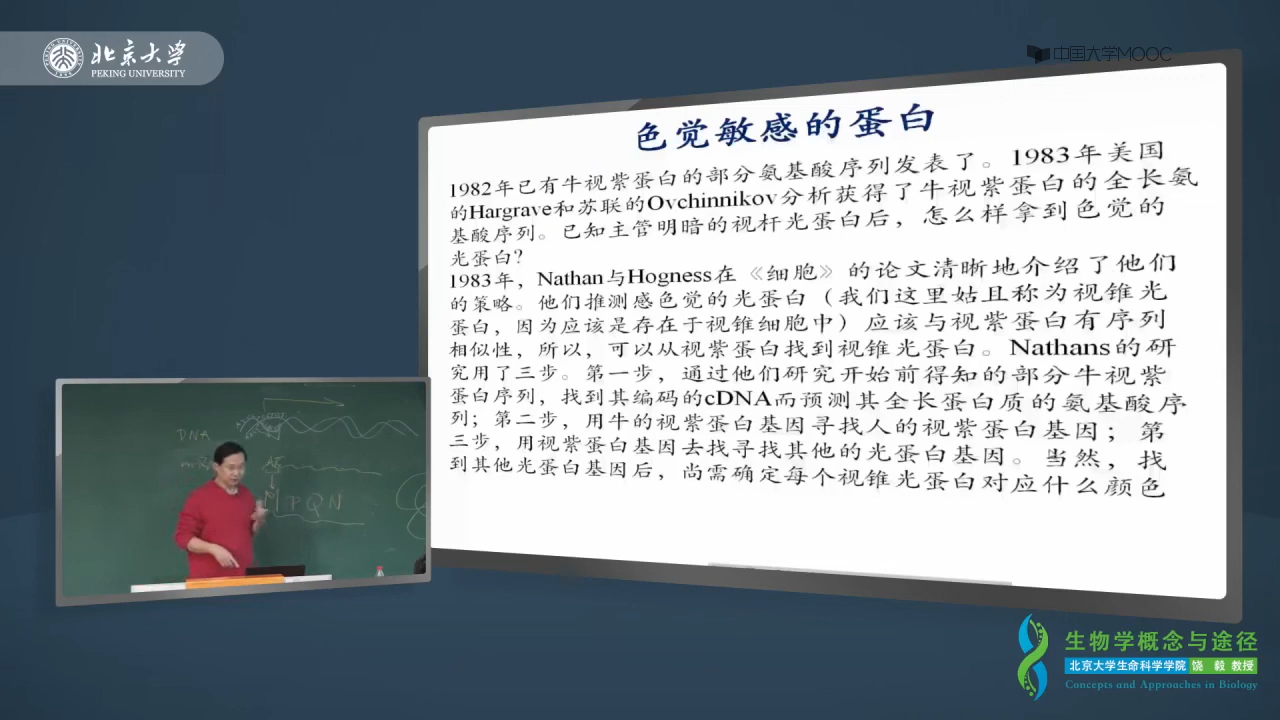 北京大学
PEKING UNIVERSITY
中国大学MOOC
色觉敏感的蛋白
1982年已有牛视紫蛋白的部分氨基酸序列发表了。1983年美国
的Hargrave和苏联的Ovchinnikov分析获得了牛视紫蛋白的全长氨
基酸序列。已知主管明暗的视杆光蛋白后，怎么样拿到色觉的
光蛋白?
1983年，Nathan与Hogness在《细胞》的论文清晰地介绍了他们
的策略。他们推测感色觉的光蛋白（我们这里姑且称为视锥光
蛋白，因为应该是存在于视锥细胞中）应该与视紫蛋白有序列
相似性，所以，可以从视紫蛋白找到视锥光蛋白。Nathans的研
究用了三步。第一步，通过他们研究开始前得知的部分牛视紫
蛋白序列，找到其编码的cDNA而预测其全长蛋白质的氨基酸序
列；第二步，用牛的视紫蛋白基因寻找人的视紫蛋白基因；第
三步，用视紫蛋白基因去找寻找其他的光蛋白基因。当然，找
到其他光蛋白基因后，尚需确定每个视锥光蛋白对应什么颜色
DNA
M P Q N
生物学概念与途径
北京大学生命科学学院 饶 毅 教授
Concepts and Approaches in Biology